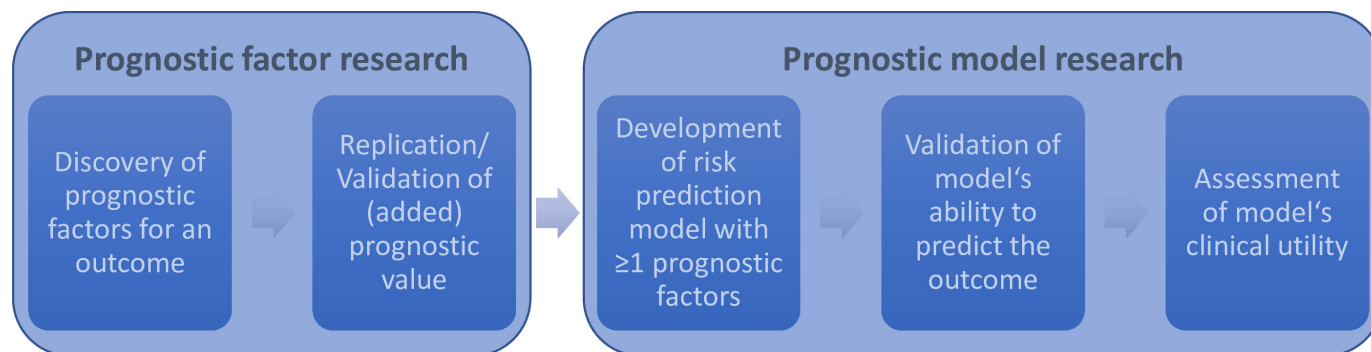 Prognostic factor research
Discovery of
prognostic
factors for an
outcome
Replication/
Validation of
(added)
prognostic
value
Prognostic model research
Development
of risk
prediction
model with
≥1 prognostic
factors
Validation of
model‘s
ability to
predict the
outcome
Assessment
of model‘s
clinical utility